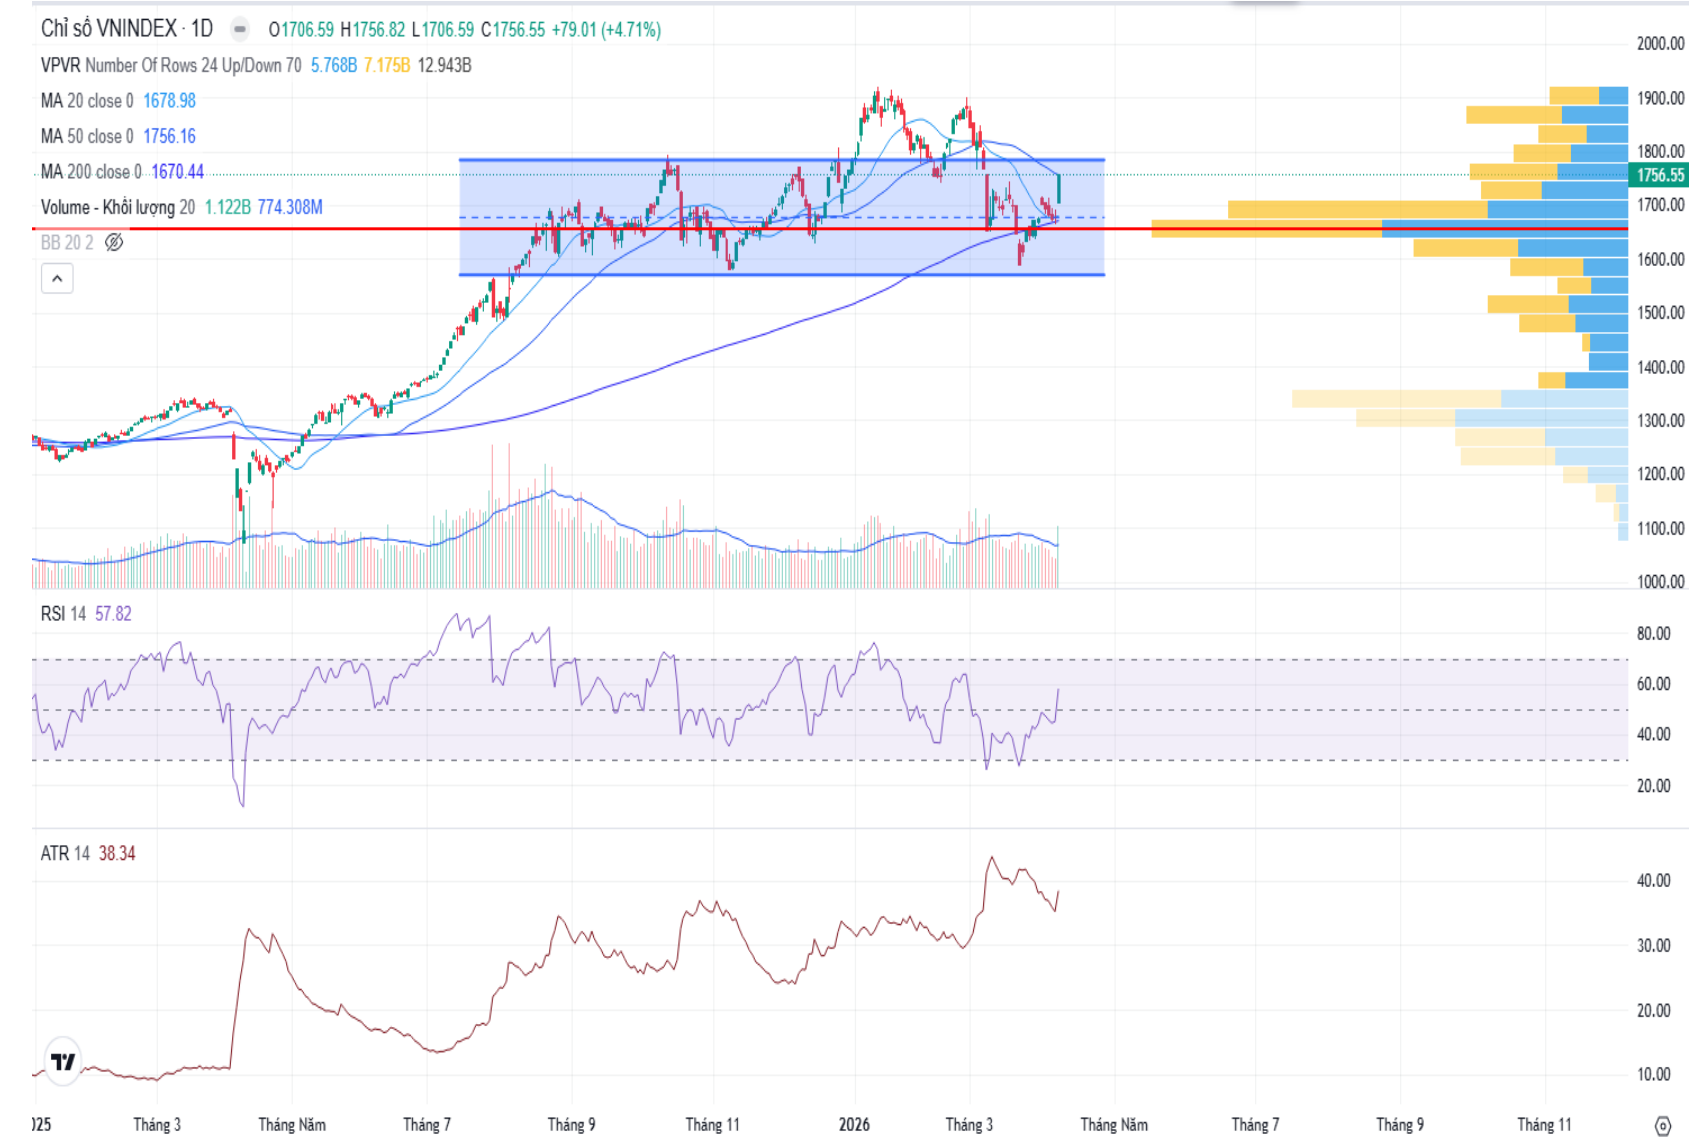 Chỉ số VNINDEX · 1D O1706.59 H1756.82 L1706.59 C1756.55 +79.01 (+4.71%)
VPVR Number Of Rows 24 Up/Down 70 5.768B 7.175B 12.943B
MA 20 close 0 1678.98
MA 50 close 0 1756.16
MA 200 close 0 1670.44
Volume - Khối lượng 20 1.122B 774.308M
BB 20 2
2000.00
1900.00
1800.00
1756.55
1700.00
1600.00
1500.00
1400.00
1300.00
1200.00
1100.00
1000.00
RSI 14 57.82
80.00
60.00
40.00
20.00
ATR 14 38.34
40.00
30.00
20.00
10.00
2025 Tháng 3 Tháng Năm Tháng 7 Tháng 9 Tháng 11 2026 Tháng 3 Tháng Năm Tháng 7 Tháng 9 Tháng 11